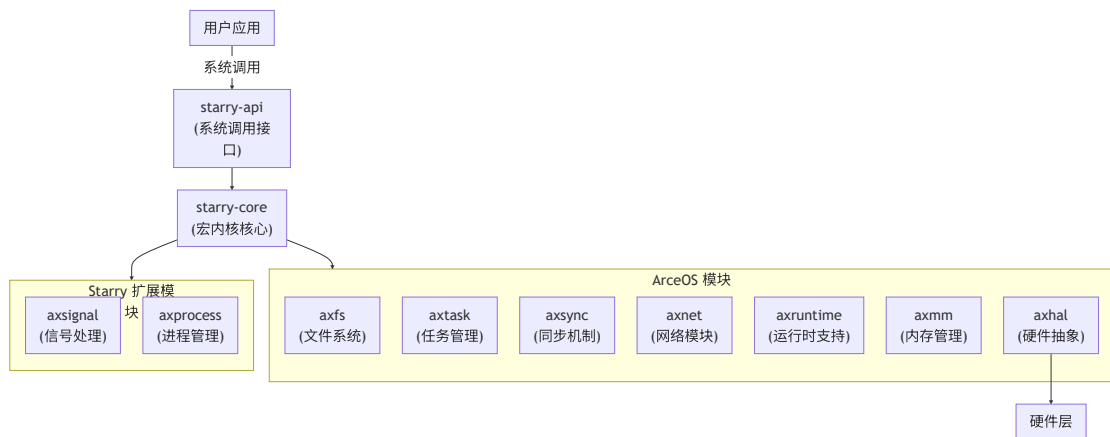 用户应用
系统调用
starry-api
(系统调用接
口)
starry-core
(宏内核核心)
Starry 扩展模
块
axsignal
(信号处理)
axprocess
(进程管理)
ArceOS 模块
axfs
(文件系统)
axtask
(任务管理)
axsync
(同步机制)
axnet
(网络模块)
axruntime
(运行时支持)
axmm
(内存管理)
axhal
(硬件抽象)
硬件层